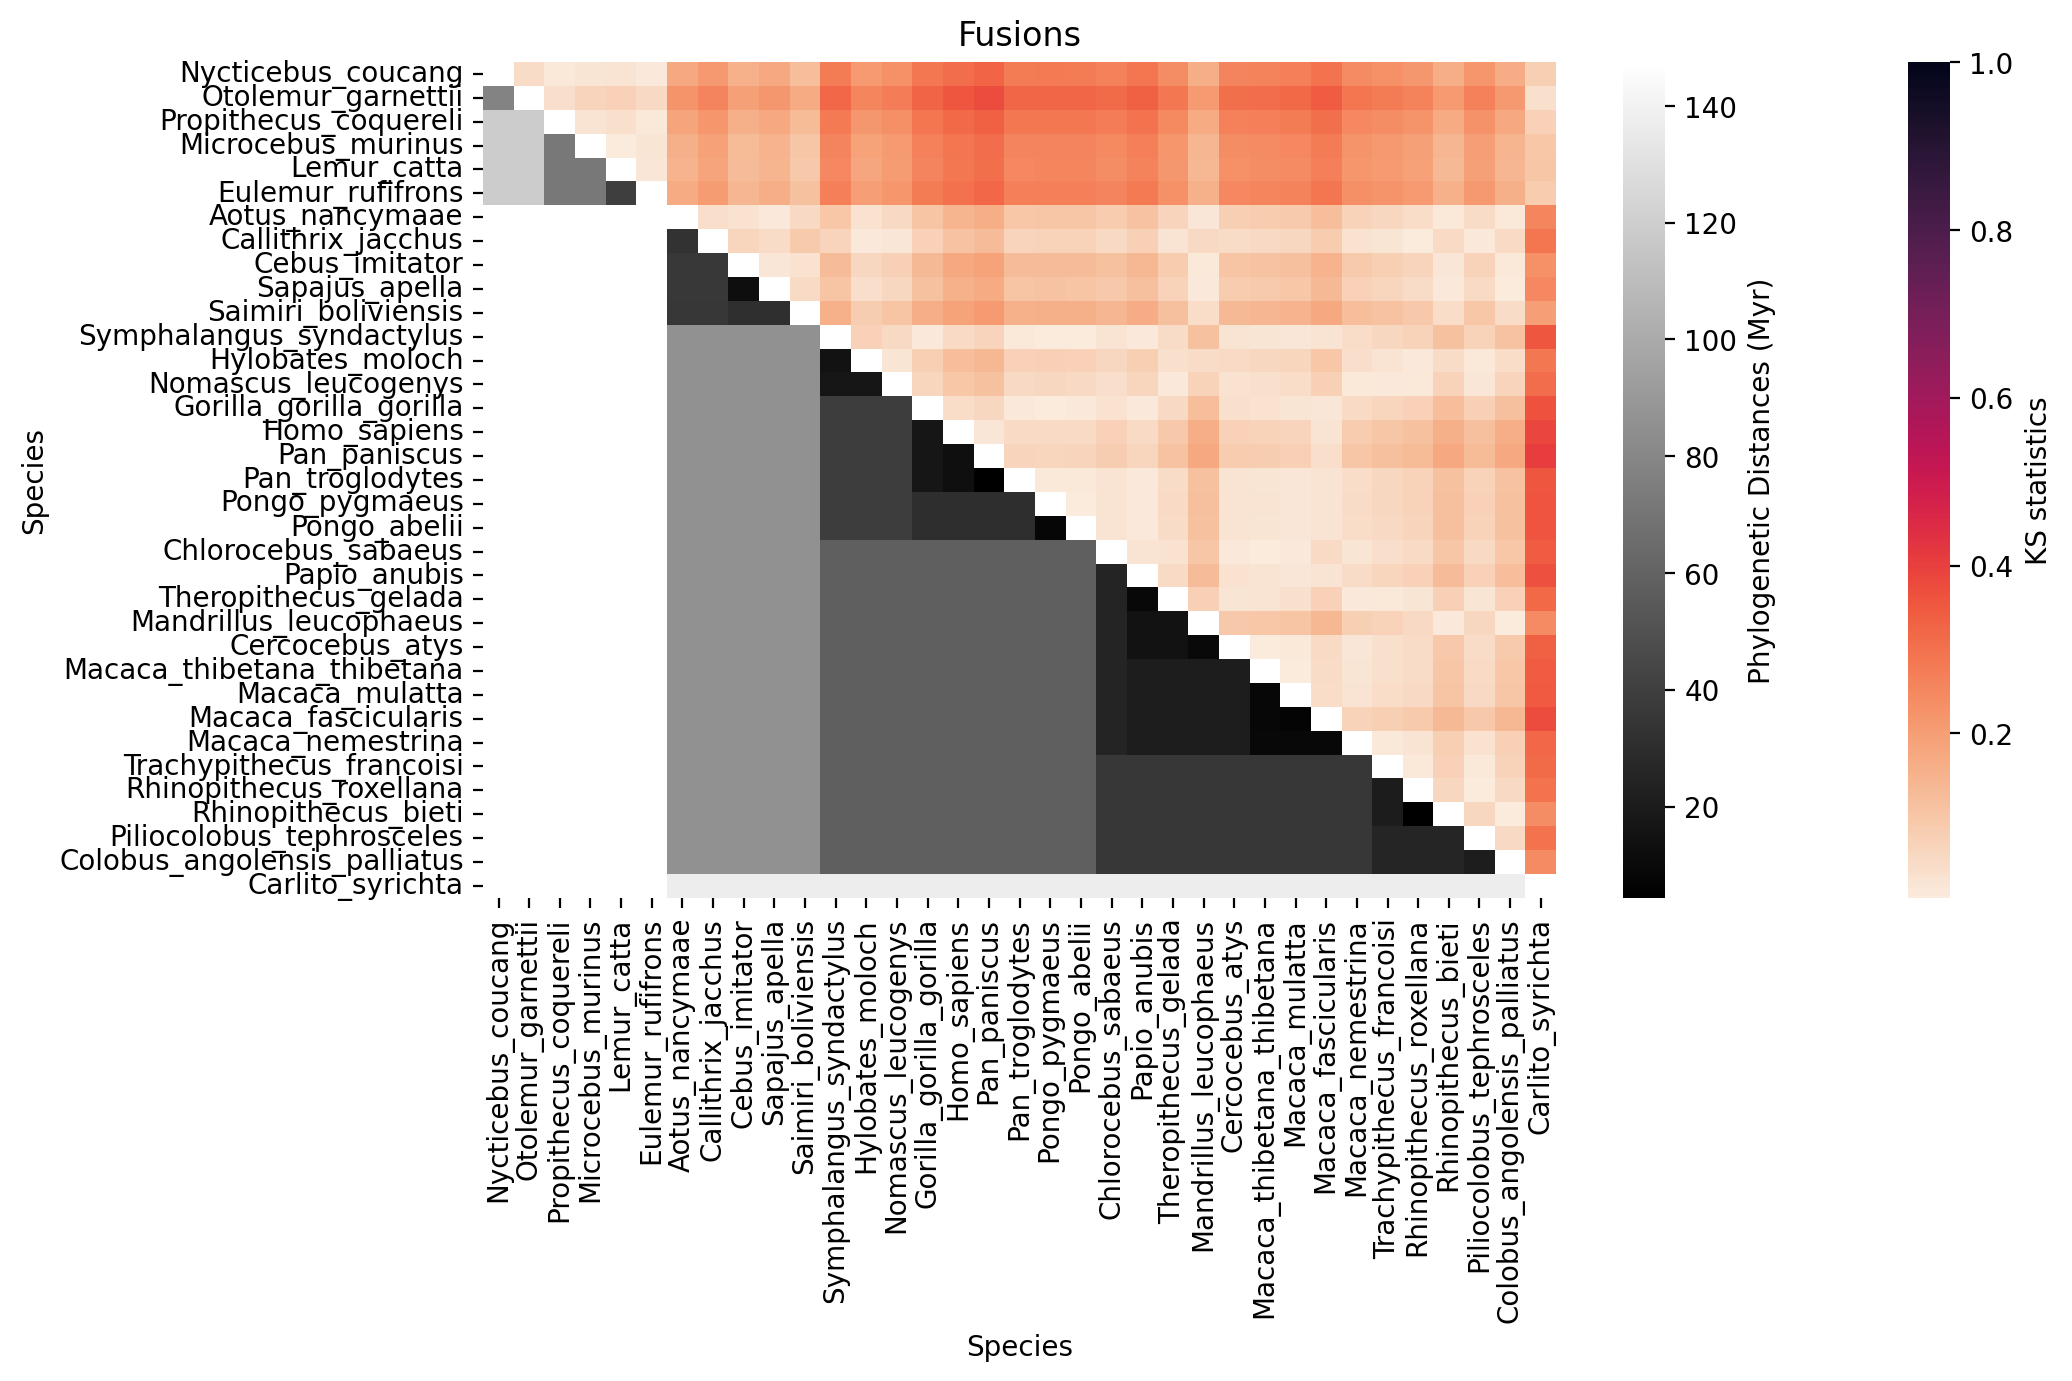 Fusions
Nycticebus_coucang
Otolemur_garnettii
Propithecus_coquereli
Microcebus_murinus
Lemur_catta
Eulemur_rufifrons
Aotus_nancymaae
Callithrix_jacchus
Cebus_imitator
Sapajus_apella
Saimiri_boliviensis
Symphalangus_syndactylus
Hylobates_moloch
Nomascus_leucogenys
Gorilla_gorilla_gorilla
Homo_sapiens
Pan_paniscus
Pan_troglodytes
Pongo_pygmaeus
Pongo_abelii
Chlorocebus_sabaeus
Papio_anubis
Theropithecus_gelada
Mandrillus_leucophaeus
Cercocebus_atys
Macaca_thibetana_thibetana
Macaca_mulatta
Macaca_fascicularis
Macaca_nemestrina
Trachypithecus_francoisi
Rhinopithecus_roxellana
Rhinopithecus_bieti
Piliocolobus_tephrosceles
Colobus_angolensis_palliatus
Carlito_syrichta
Species
Nycticebus_coucang
Otolemur_garnettii
Propithecus_coquereli
Microcebus_murinus
Lemur_catta
Eulemur_rufifrons
Aotus_nancymaae
Callithrix_jacchus
Cebus_imitator
Sapajus_apella
Saimiri_boliviensis
Symphalangus_syndactylus
Hylobates_moloch
Nomascus_leucogenys
Gorilla_gorilla_gorilla
Homo_sapiens
Pan_paniscus
Pan_troglodytes
Pongo_pygmaeus
Pongo_abelii
Chlorocebus_sabaeus
Papio_anubis
Theropithecus_gelada
Mandrillus_leucophaeus
Cercocebus_atys
Macaca_thibetana_thibetana
Macaca_mulatta
Macaca_fascicularis
Macaca_nemestrina
Trachypithecus_francoisi
Rhinopithecus_roxellana
Rhinopithecus_bieti
Piliocolobus_tephrosceles
Colobus_angolensis_palliatus
Carlito_syrichta
Species
140
120
100
80
60
40
20
Phylogenetic Distances (Myr)
1.0
0.8
0.6
0.4
0.2
KS statistics